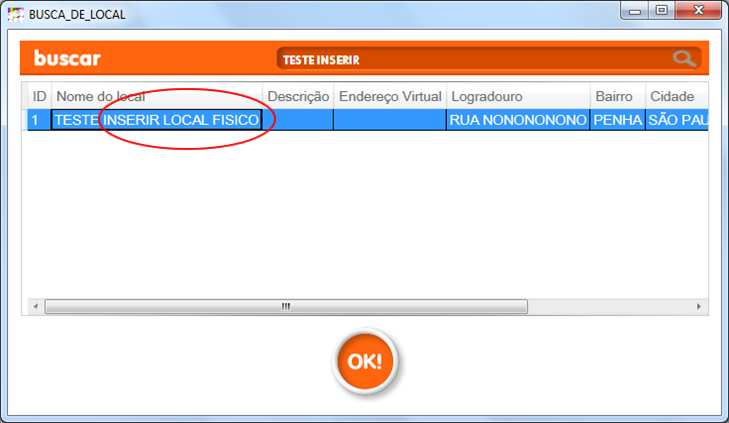 BUSCA_DE_LOCAL
buscar TESTE INSERIR
ID Nome do local Descrição Endereço Virtual Logradouro Bairro Cidade
1 TESTE INSERIR LOCAL FISICO RUA NONONONONO PENHA SÃO PAU
OK!